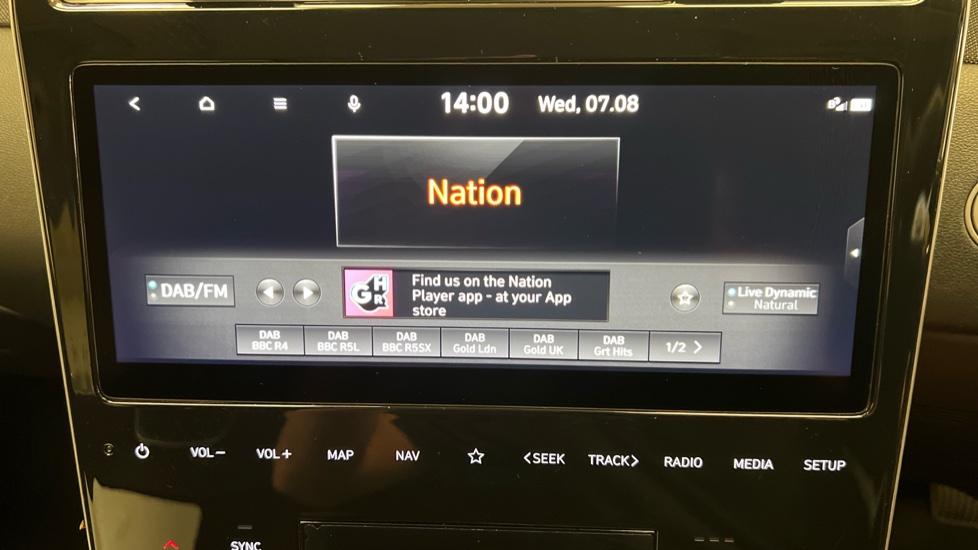 14:00 Wed, 07.08
Nation
DAB/FM
GHR
Find us on the Nation
Player app - at your App
store
Live Dynamic
Natural
DAB
BBC R4
DAB
BBC R5L
DAB
BBC R5SX
DAB
Gold Ldn
DAB
Gold UK
DAB
Grt Hits
1/2 >
VOL− VOL+ MAP NAV <SEEK TRACK> RADIO MEDIA SETUP
SYNC